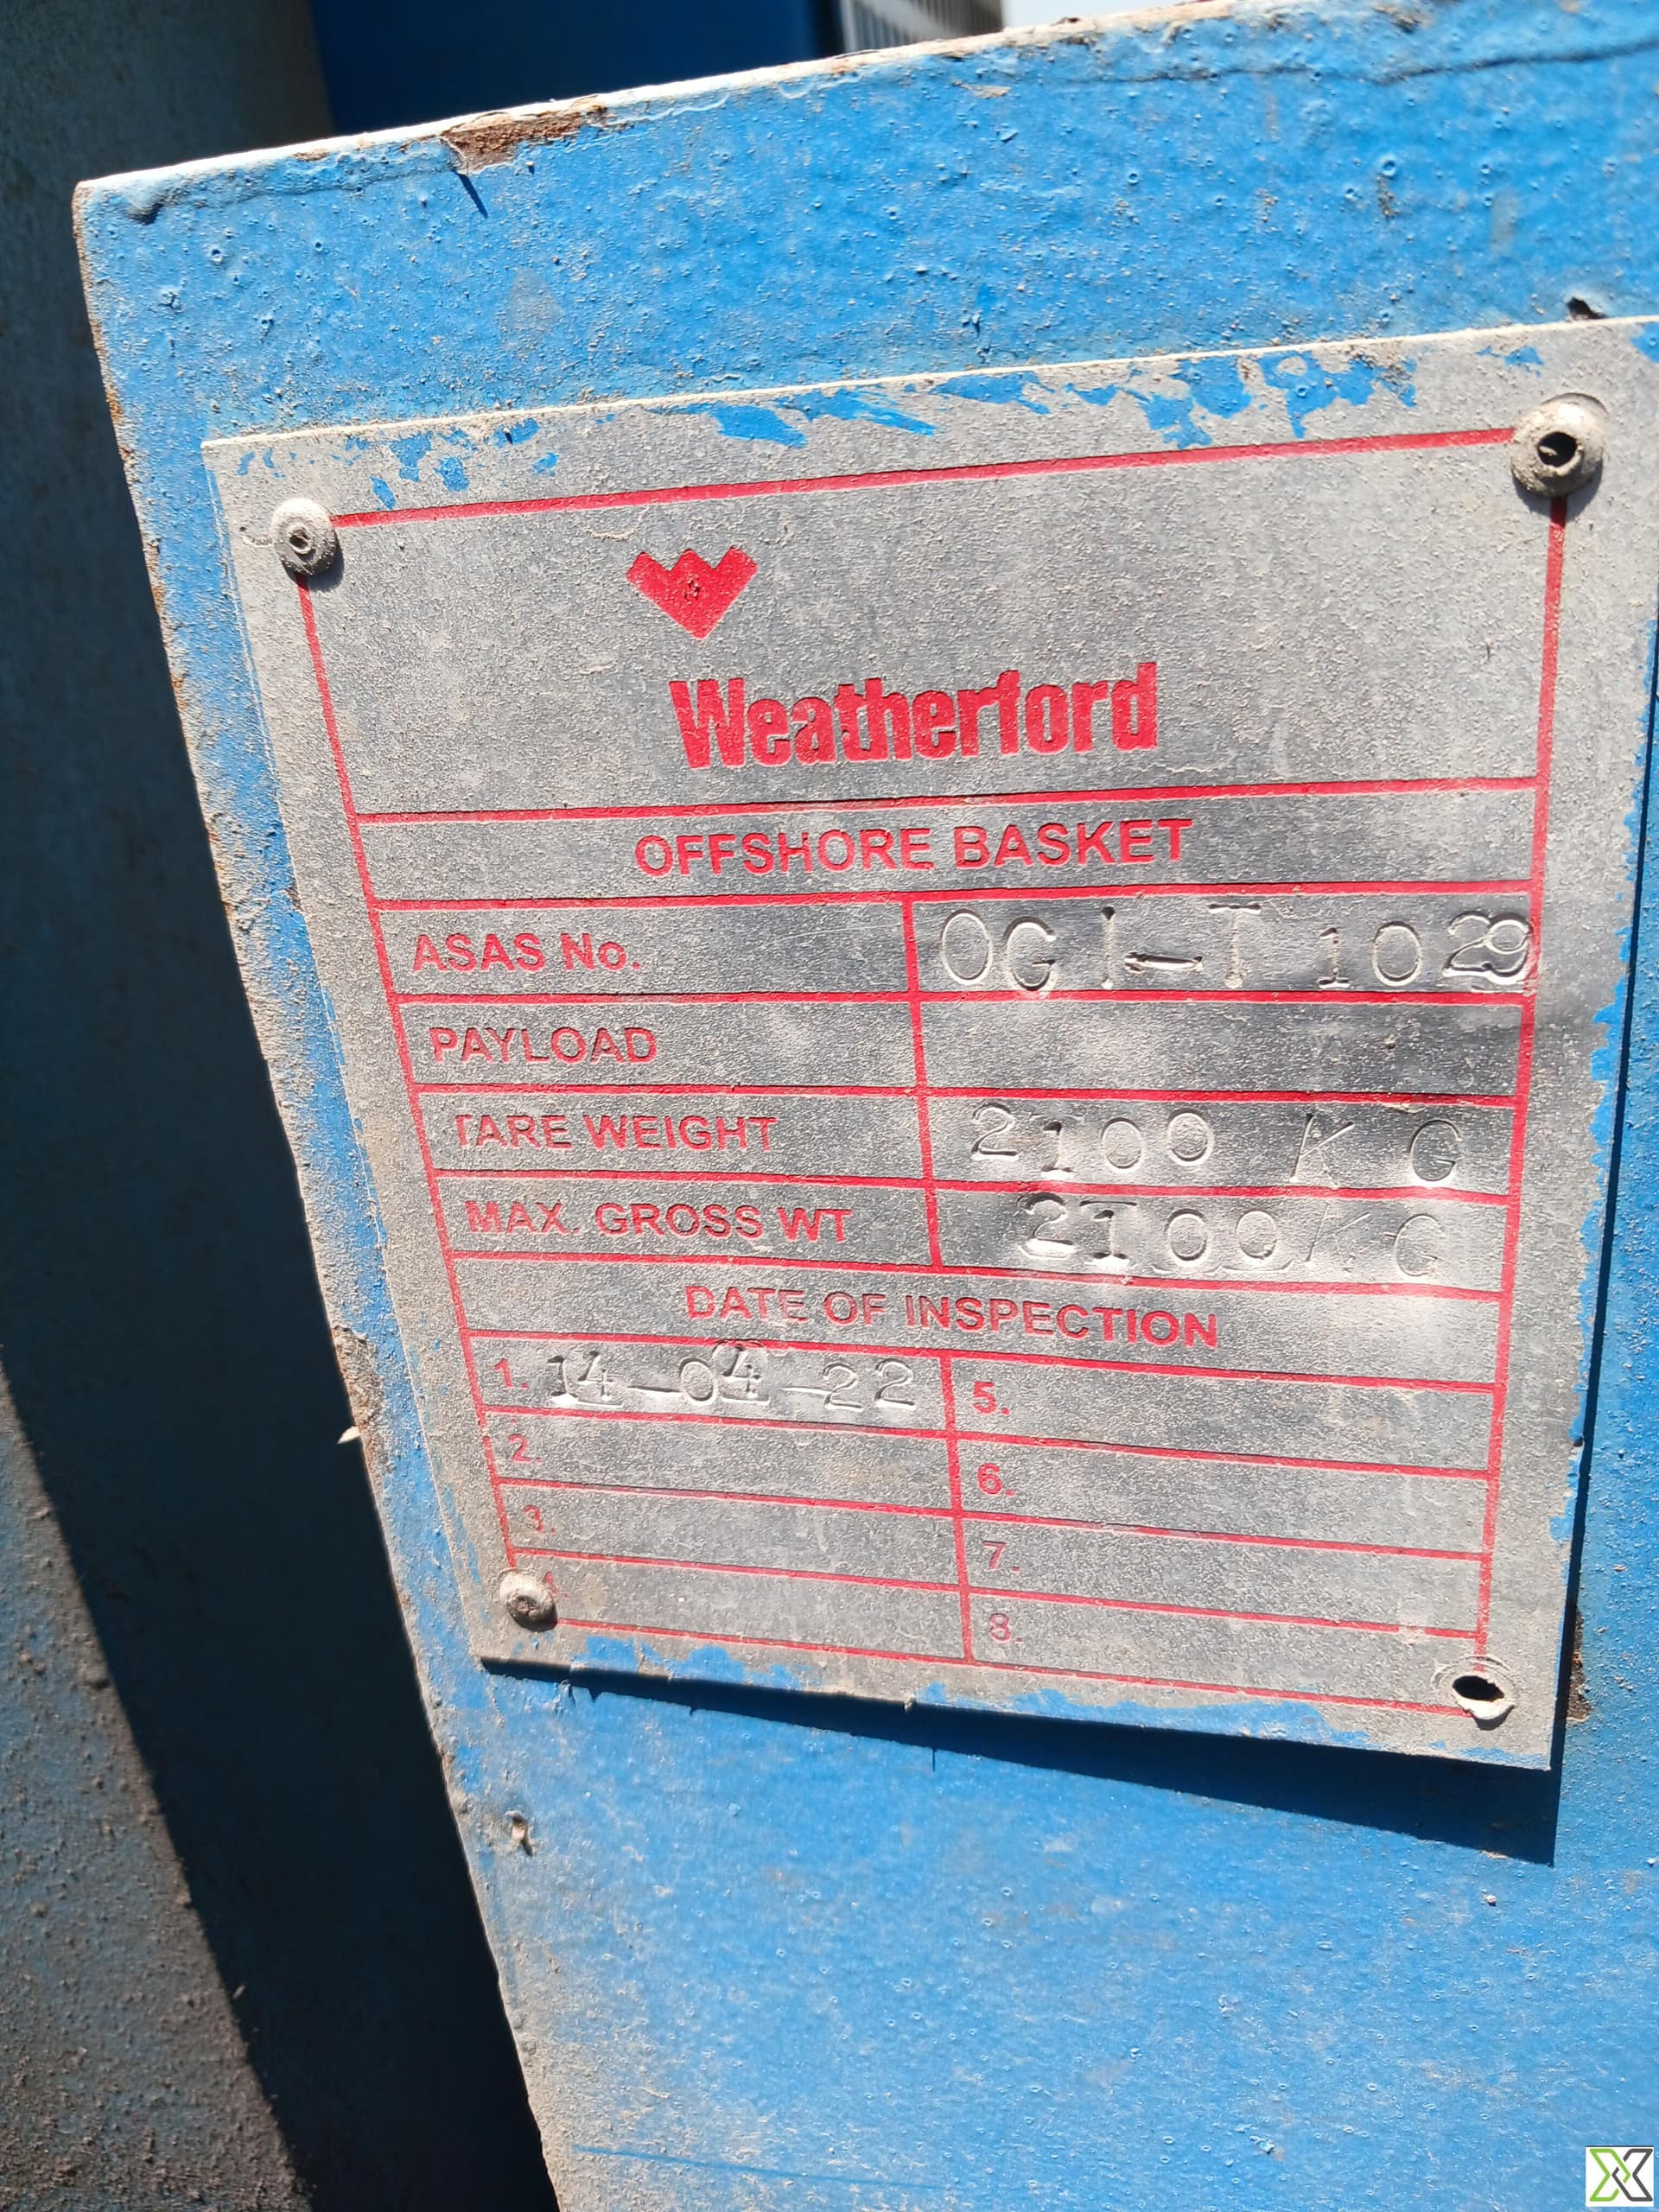 Weatherford
OFFSHORE BASKET
ASAS No. OGI-T1029
PAYLOAD
TARE WEIGHT 2100 KG
MAX. GROSS WT 2100KG
DATE OF INSPECTION
1. 14-04-22 5.
2. 6.
3. 7.
8.